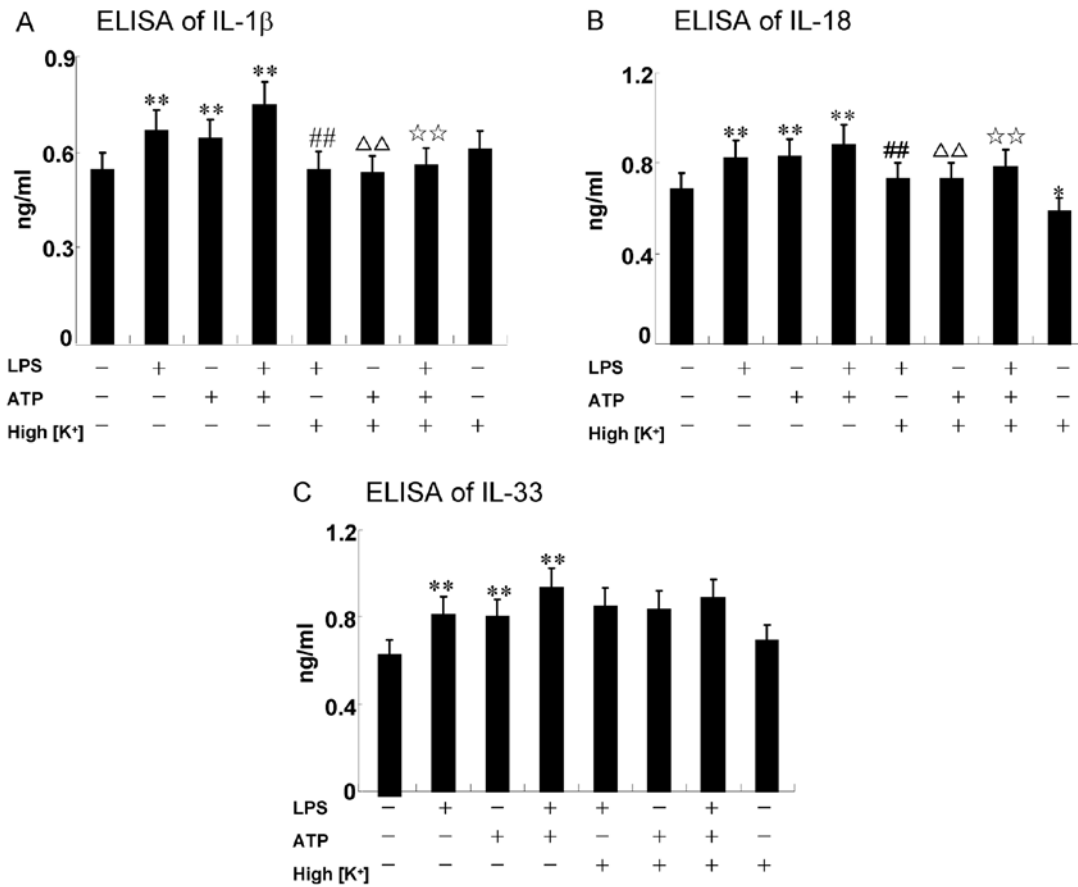 A ELISA of IL-1β
0.9
**
** **
☆☆
## △△
0.6
ng/ml
0.3
0
LPS − + − + + − + −
ATP − − + + − + + −
High [K⁺] − − − − + + + +
B ELISA of IL-18
1.2
** ** **
☆☆
## △△
0.8
*
ng/ml
0.4
0
LPS − + − + + − + −
ATP − − + + − + + −
High [K⁺] − − − − + + + +
C ELISA of IL-33
1.2
**
** **
0.8
ng/ml
0.4
0
LPS − + − + + − + −
ATP − − + + − + + −
High [K⁺] − − − − + + + +